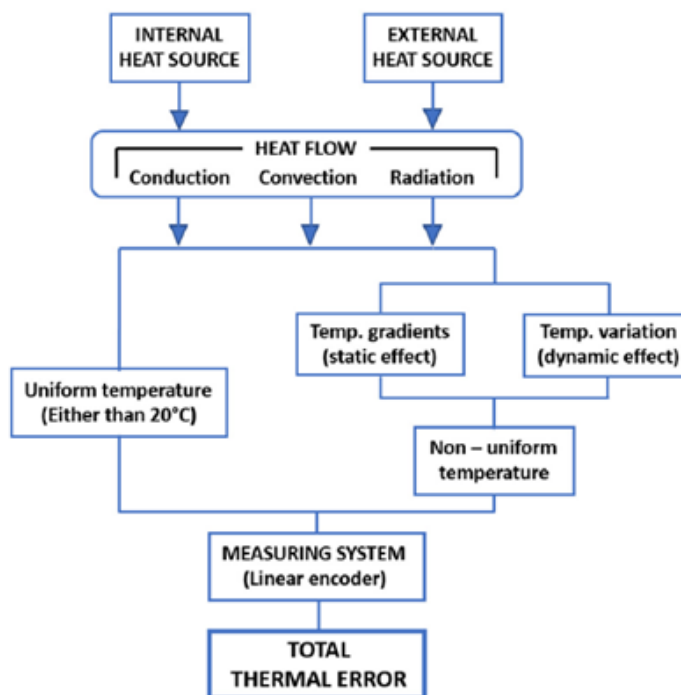 INTERNAL
HEAT SOURCE
EXTERNAL
HEAT SOURCE
HEAT FLOW
Conduction Convection Radiation
Temp. gradients
(static effect)
Temp. variation
(dynamic effect)
Uniform temperature
(Either than 20°C)
Non – uniform
temperature
MEASURING SYSTEM
(Linear encoder)
TOTAL
THERMAL ERROR